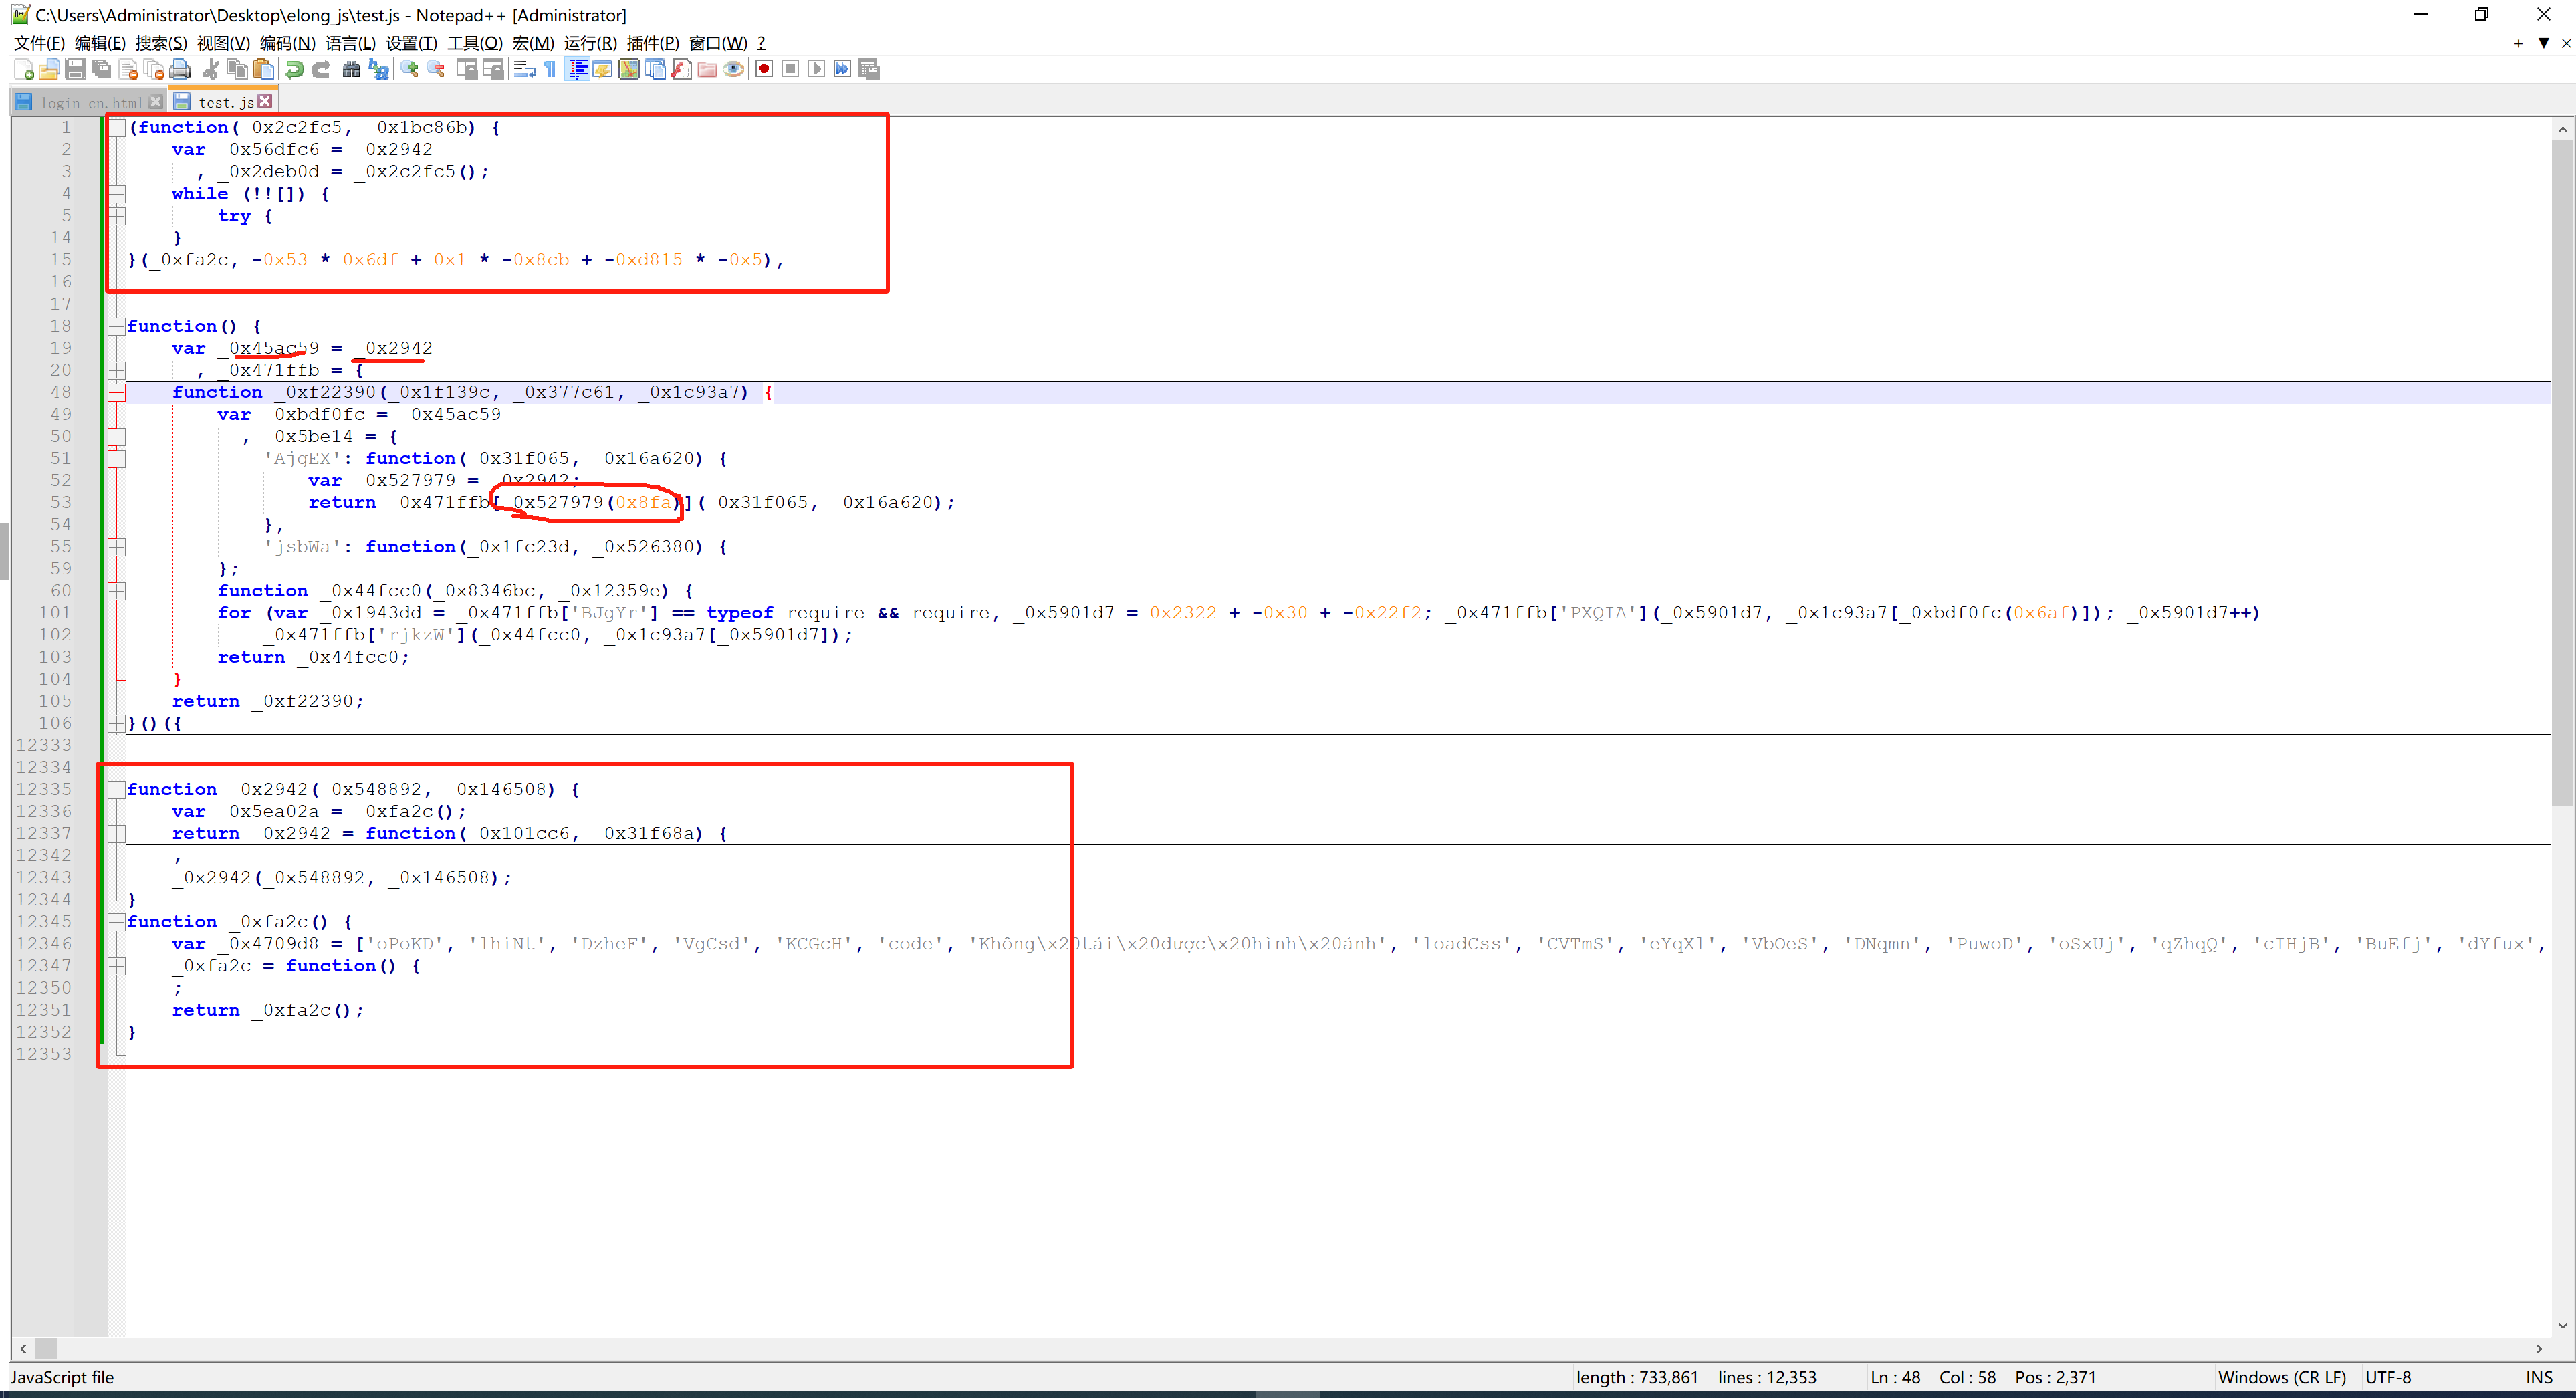 C:\Users\Administrator\Desktop\elong_js\test.js - Notepad++ [Administrator]
文件(F) 编辑(E) 搜索(S) 视图(V) 编码(N) 语言(L) 设置(T) 工具(O) 宏(M) 运行(R) 插件(P) 窗口(W) ?
login_cn.html test.js
1 (function(_0x2c2fc5, _0x1bc86b) {
2 var _0x56dfc6 = _0x2942
3 , _0x2deb0d = _0x2c2fc5();
4 while (!![]) {
5 try {
14 }
15 }(_0xfa2c, -0x53 * 0x6df + 0x1 * -0x8cb + -0xd815 * -0x5),
16
17
18 function() {
19 var _0x45ac59 = _0x2942
20 , _0x471ffb = {
48 function _0xf22390(_0x1f139c, _0x377c61, _0x1c93a7) {
49 var _0xbdf0fc = _0x45ac59
50 , _0x5be14 = {
51 'AjgEX': function(_0x31f065, _0x16a620) {
52 var _0x527979 = _0x2942;
53 return _0x471ffb[_0x527979(0x8fa)](_0x31f065, _0x16a620);
54 },
55 'jsbWa': function(_0x1fc23d, _0x526380) {
59 };
60 function _0x44fcc0(_0x8346bc, _0x12359e) {
101 for (var _0x1943dd = _0x471ffb['BJgYr'] == typeof require && require, _0x5901d7 = 0x2322 + -0x30 + -0x22f2; _0x471ffb['PXQIA'](_0x5901d7, _0x1c93a7[_0xbdf0fc(0x6af)]); _0x5901d7++)
102 _0x471ffb['rjkzW'](_0x44fcc0, _0x1c93a7[_0x5901d7]);
103 return _0x44fcc0;
104 }
105 return _0xf22390;
106 }()({
12333
12334
12335 function _0x2942(_0x548892, _0x146508) {
12336 var _0x5ea02a = _0xfa2c();
12337 return _0x2942 = function(_0x101cc6, _0x31f68a) {
12342 ,
12343 _0x2942(_0x548892, _0x146508);
12344 }
12345 function _0xfa2c() {
12346 var _0x4709d8 = ['oPoKD', 'lhiNt', 'DzheF', 'VgCsd', 'KCGcH', 'code', 'Không\x20tải\x20được\x20hình\x20ảnh', 'loadCss', 'CVTmS', 'eYqXl', 'VbOeS', 'DNqmn', 'PuwoD', 'oSxUj', 'qZhqQ', 'cIHjB', 'BuEfj', 'dYfux',
12347 _0xfa2c = function() {
12350 ;
12351 return _0xfa2c();
12352 }
12353
JavaScript file length : 733,861 lines : 12,353 Ln : 48 Col : 58 Pos : 2,371 Windows (CR LF) UTF-8 INS